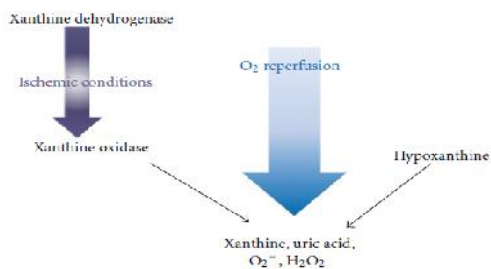 Xanthine dehydrogenase
Ischemic conditions
O₂ reperfusion
Xanthine oxidase
Hypoxanthine
Xanthine, uric acid,
O₂⁻, H₂O₂